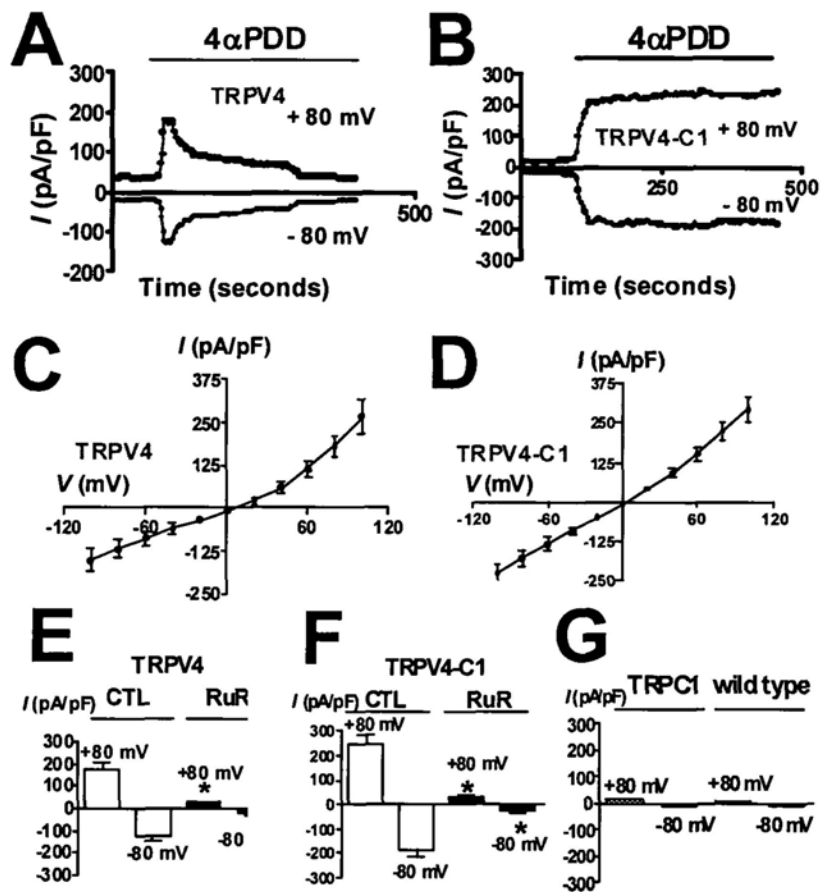 A
4αPDD
I (pA/pF)
300
200
100
0
-100
-200
TRPV4
+ 80 mV
- 80 mV
500
Time (seconds)
B
4αPDD
I (pA/pF)
300
200
100
0
-100
-200
-300
TRPV4-C1
+ 80 mV
250
500
- 80 mV
Time (seconds)
C
I (pA/pF)
375
250
125
-125
-250
TRPV4
V (mV)
-120
-60
60
120
D
I (pA/pF)
375
250
125
-125
-250
TRPV4-C1
V (mV)
-120
-60
60
120
E
TRPV4
I (pA/pF)
CTL
RuR
300
200
100
0
-100
-200
-300
+80 mV
-80 mV
+80 mV
*
-80
F
TRPV4-C1
I (pA/pF)
CTL
RuR
300
200
100
0
-100
-200
-300
+80 mV
-80 mV
+80 mV
*
*
-80 mV
G
I (pA/pF)
TRPC1
wild type
300
200
100
0
-100
-200
-300
+80 mV
-80 mV
+80 mV
-80 mV